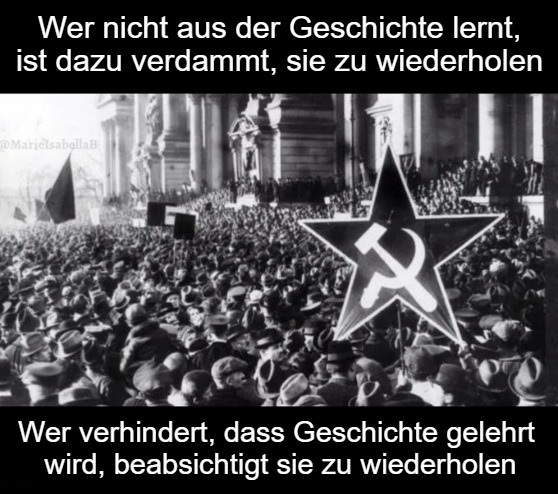 Wer nicht aus der Geschichte lernt,
ist dazu verdammt, sie zu wiederholen
@MarieIsabellaB
Wer verhindert, dass Geschichte gelehrt
wird, beabsichtigt sie zu wiederholen